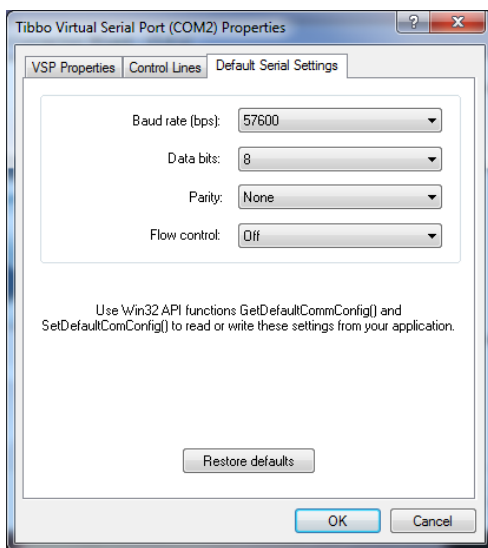 Tibbo Virtual Serial Port (COM2) Properties
VSP Properties Control Lines Default Serial Settings
Baud rate (bps): 57600
Data bits: 8
Parity: None
Flow control: Off
Use Win32 API functions GetDefaultCommConfig() and
SetDefaultComConfig() to read or write these settings from your application.
Restore defaults
OK Cancel